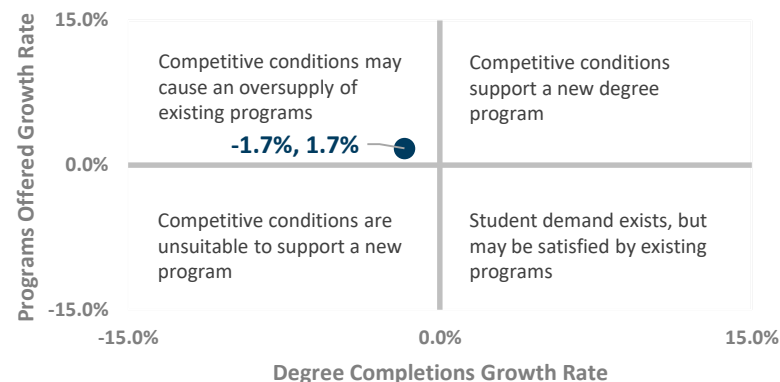 15.0%
Programs Offered Growth Rate
Competitive conditions may
cause an oversupply of
existing programs
Competitive conditions
support a new degree
program
-1.7%, 1.7%
0.0%
Competitive conditions are
unsuitable to support a new
program
Student demand exists, but
may be satisfied by existing
programs
-15.0%
-15.0%
0.0%
15.0%
Degree Completions Growth Rate